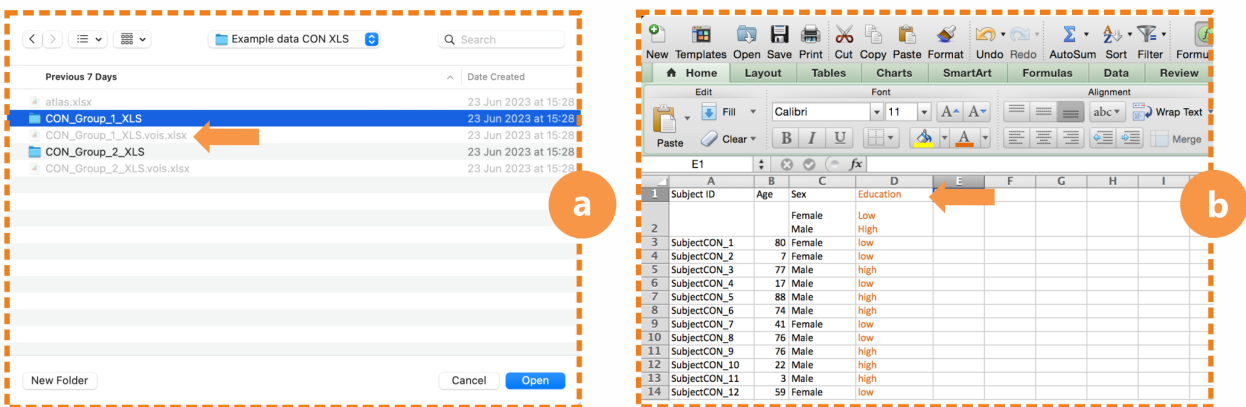 Example data CON XLS
Search
Previous 7 Days Date Created
atlas.xlsx 23 Jun 2023 at 15:28
CON_Group_1_XLS 23 Jun 2023 at 15:28
CON_Group_1_XLS.vois.xlsx 23 Jun 2023 at 15:28
CON_Group_2_XLS 23 Jun 2023 at 15:28
CON_Group_2_XLS.vois.xlsx 23 Jun 2023 at 15:28
New Folder Cancel Open
a
New Templates Open Save Print Cut Copy Paste Format Undo Redo AutoSum Sort Filter Formu
Home Layout Tables Charts SmartArt Formulas Data Review
Edit Font Alignment
Paste Fill Calibri 11 A A abc Wrap Text
Clear B I U A Merge
E1 fx
A B C D E F G H I
1 Subject ID Age Sex Education
Female Low
2 Male High
3 SubjectCON_1 80 Female low
4 SubjectCON_2 7 Female low
5 SubjectCON_3 77 Male high
6 SubjectCON_4 17 Male low
7 SubjectCON_5 88 Male high
8 SubjectCON_6 74 Male high
9 SubjectCON_7 41 Female low
10 SubjectCON_8 76 Male low
11 SubjectCON_9 76 Male high
12 SubjectCON_10 22 Male high
13 SubjectCON_11 3 Male high
14 SubjectCON_12 59 Female low
b